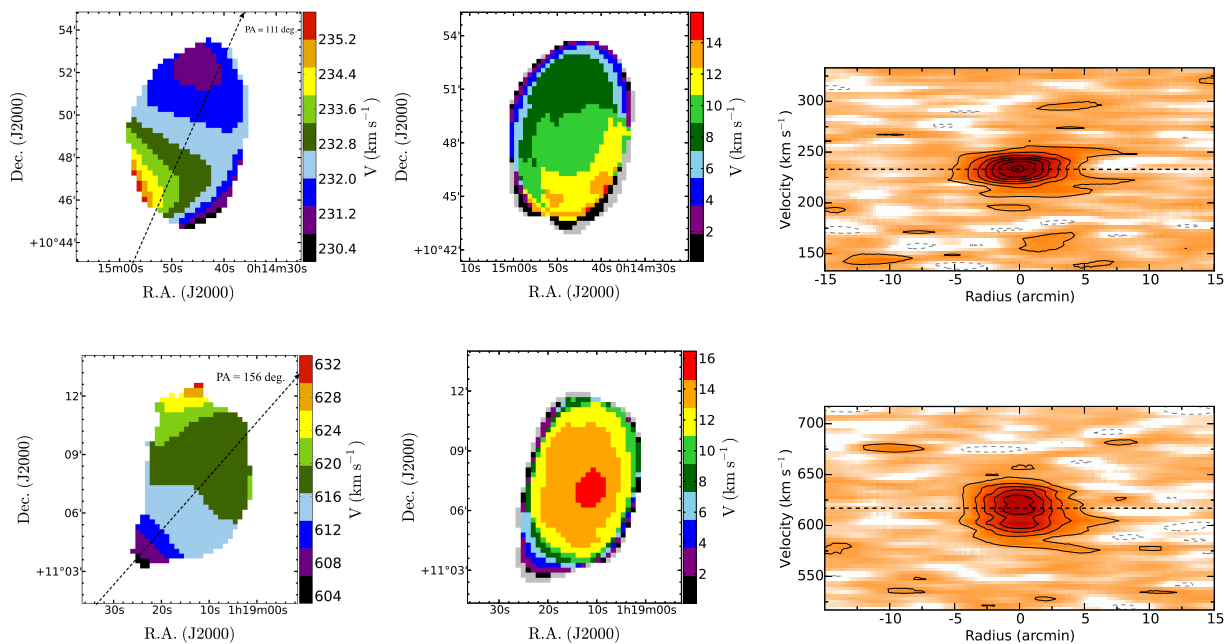 PA = 111 deg.
54'
52'
50'
48'
46'
+10°44'
15m00s 50s 40s 0h14m30s
R.A. (J2000)
Dec. (J2000)
235.2
234.4
233.6
232.8
232.0
231.2
230.4
V (km s⁻¹)
54'
51'
48'
45'
+10°42'
10s 15m00s 50s 40s 0h14m30s
R.A. (J2000)
Dec. (J2000)
14
12
10
8
6
4
2
V (km s⁻¹)
300
250
200
150
-15 -10 -5 0 5 10 15
Radius (arcmin)
Velocity (km s⁻¹)
PA = 156 deg.
12'
09'
06'
+11°03'
30s 20s 10s 1h19m00s
R.A. (J2000)
Dec. (J2000)
632
628
624
620
616
612
608
604
V (km s⁻¹)
12'
09'
06'
+11°03'
30s 20s 10s 1h19m00s
R.A. (J2000)
Dec. (J2000)
16
14
12
10
8
6
4
2
V (km s⁻¹)
700
650
600
550
-15 -10 -5 0 5 10 15
Radius (arcmin)
Velocity (km s⁻¹)